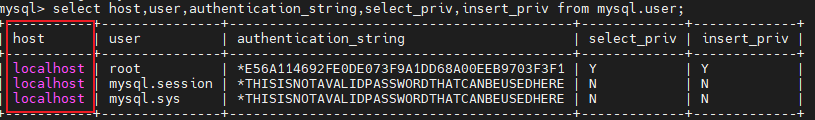 mysql> select host,user,authentication_string,select_priv,insert_priv from mysql.user;
+-----------+---------------+-------------------------------------------+-------------+-------------+
| host | user | authentication_string | select_priv | insert_priv |
+-----------+---------------+-------------------------------------------+-------------+-------------+
| localhost | root | *E56A114692FE0DE073F9A1DD68A00EEB9703F3F1 | Y | Y |
| localhost | mysql.session | *THISISNOTAVALIDPASSWORDTHATCANBEUSEDHERE | N | N |
| localhost | mysql.sys | *THISISNOTAVALIDPASSWORDTHATCANBEUSEDHERE | N | N |
+-----------+---------------+-------------------------------------------+-------------+-------------+